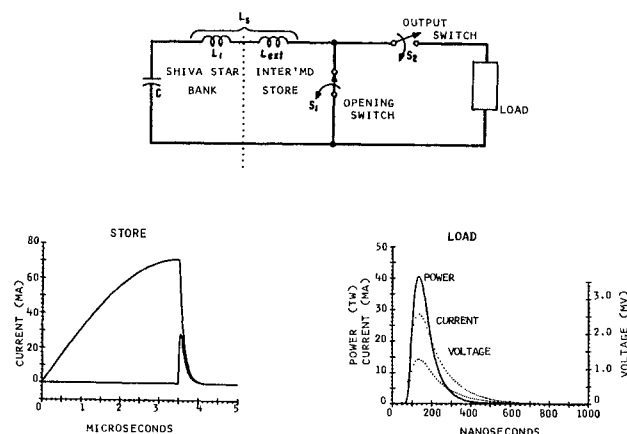 Ls
OUTPUT
SWITCH
L1 Lext
S2
SHIVA STAR INTER'MD
BANK STORE
C
S1
OPENING
SWITCH
LOAD
STORE
CURRENT (MA)
80
60
40
20
0
0 1 2 3 4 5
MICROSECONDS
LOAD
POWER (TW)
CURRENT (MA)
50
40
30
20
10
0
POWER
CURRENT
VOLTAGE
3.0
2.0
1.0
0
VOLTAGE (MV)
0 200 400 600 800 1000
NANOSECONDS